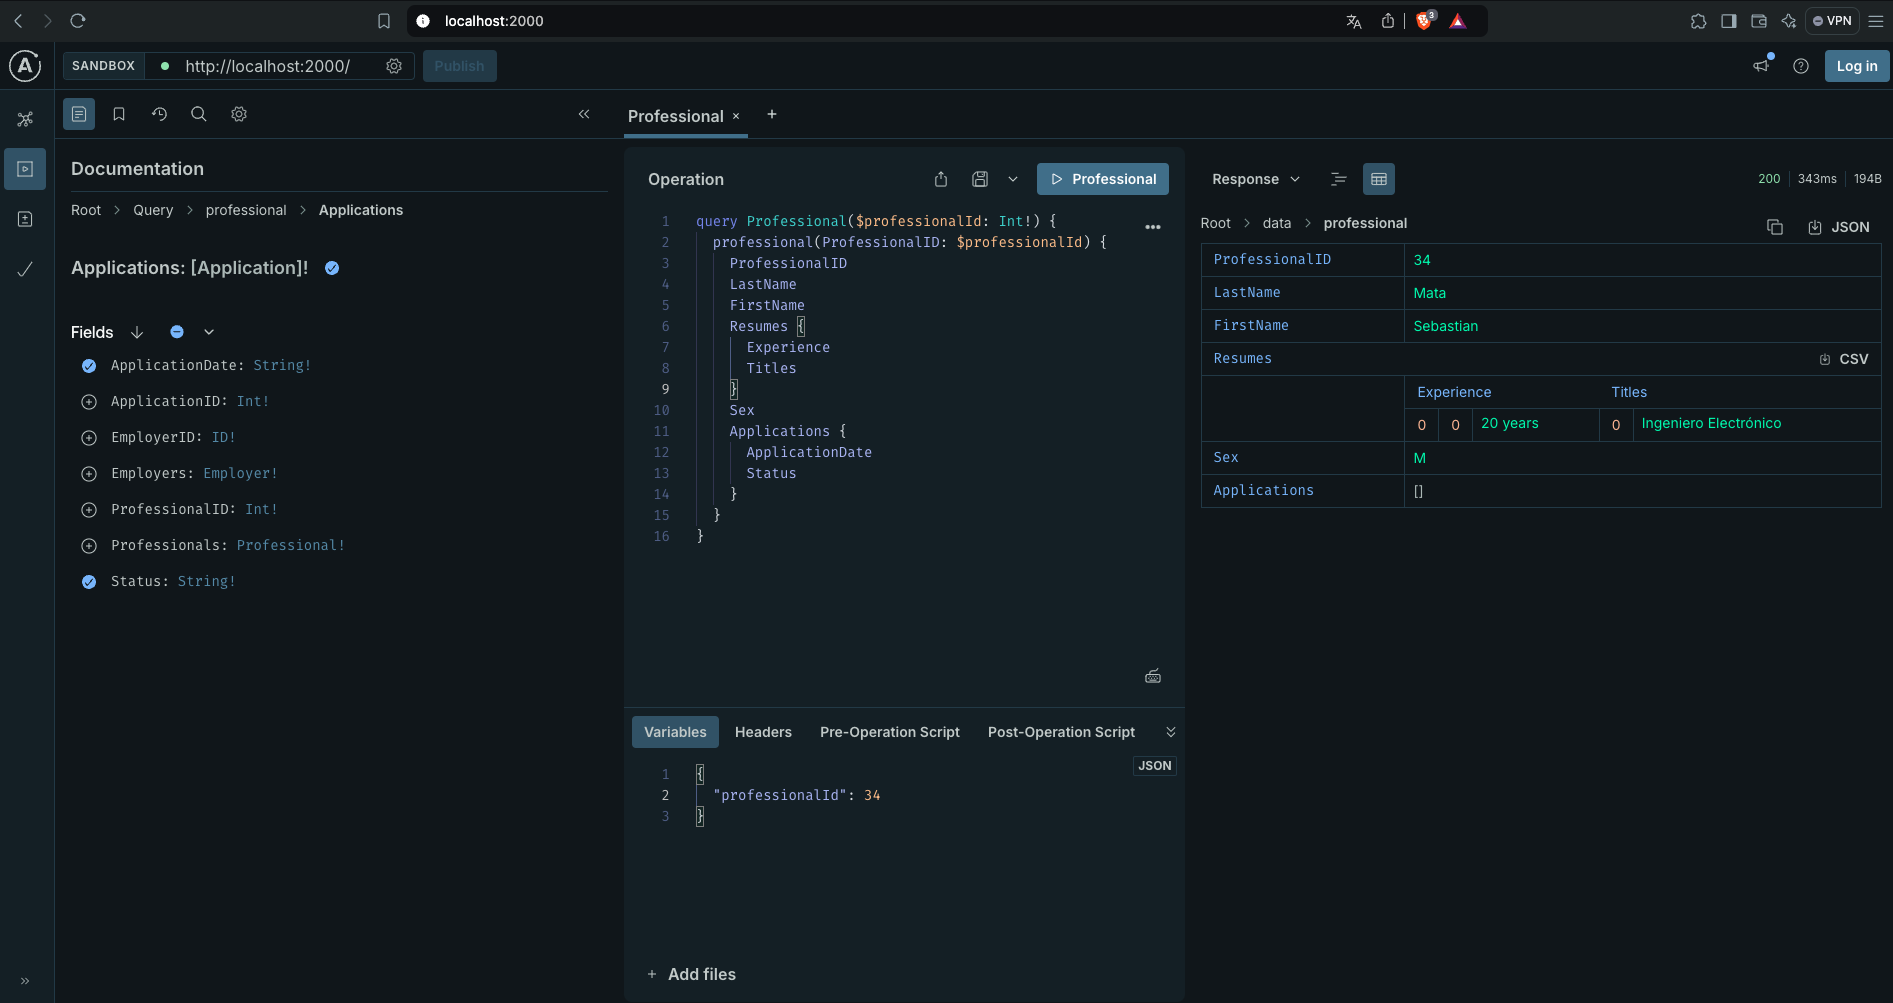 localhost:2000
3
VPN
A
SANDBOX
http://localhost:2000/
Publish
Log in
Professional
Documentation
Root > Query > professional > Applications
Applications: [Application]!
Fields
ApplicationDate: String!
ApplicationID: Int!
EmployerID: ID!
Employers: Employer!
ProfessionalID: Int!
Professionals: Professional!
Status: String!
Operation
Professional
1 query Professional($professionalId: Int!) {
2 professional(ProfessionalID: $professionalId) {
3 ProfessionalID
4 LastName
5 FirstName
6 Resumes {
7 Experience
8 Titles
9 }
10 Sex
11 Applications {
12 ApplicationDate
13 Status
14 }
15 }
16 }
Variables Headers Pre-Operation Script Post-Operation Script
JSON
1 {
2 "professionalId": 34
3 }
+ Add files
Response
200 343ms 194B
Root > data > professional
JSON
ProfessionalID 34
LastName Mata
FirstName Sebastian
Resumes CSV
Experience Titles
0 0 20 years 0 Ingeniero Electrónico
Sex M
Applications []